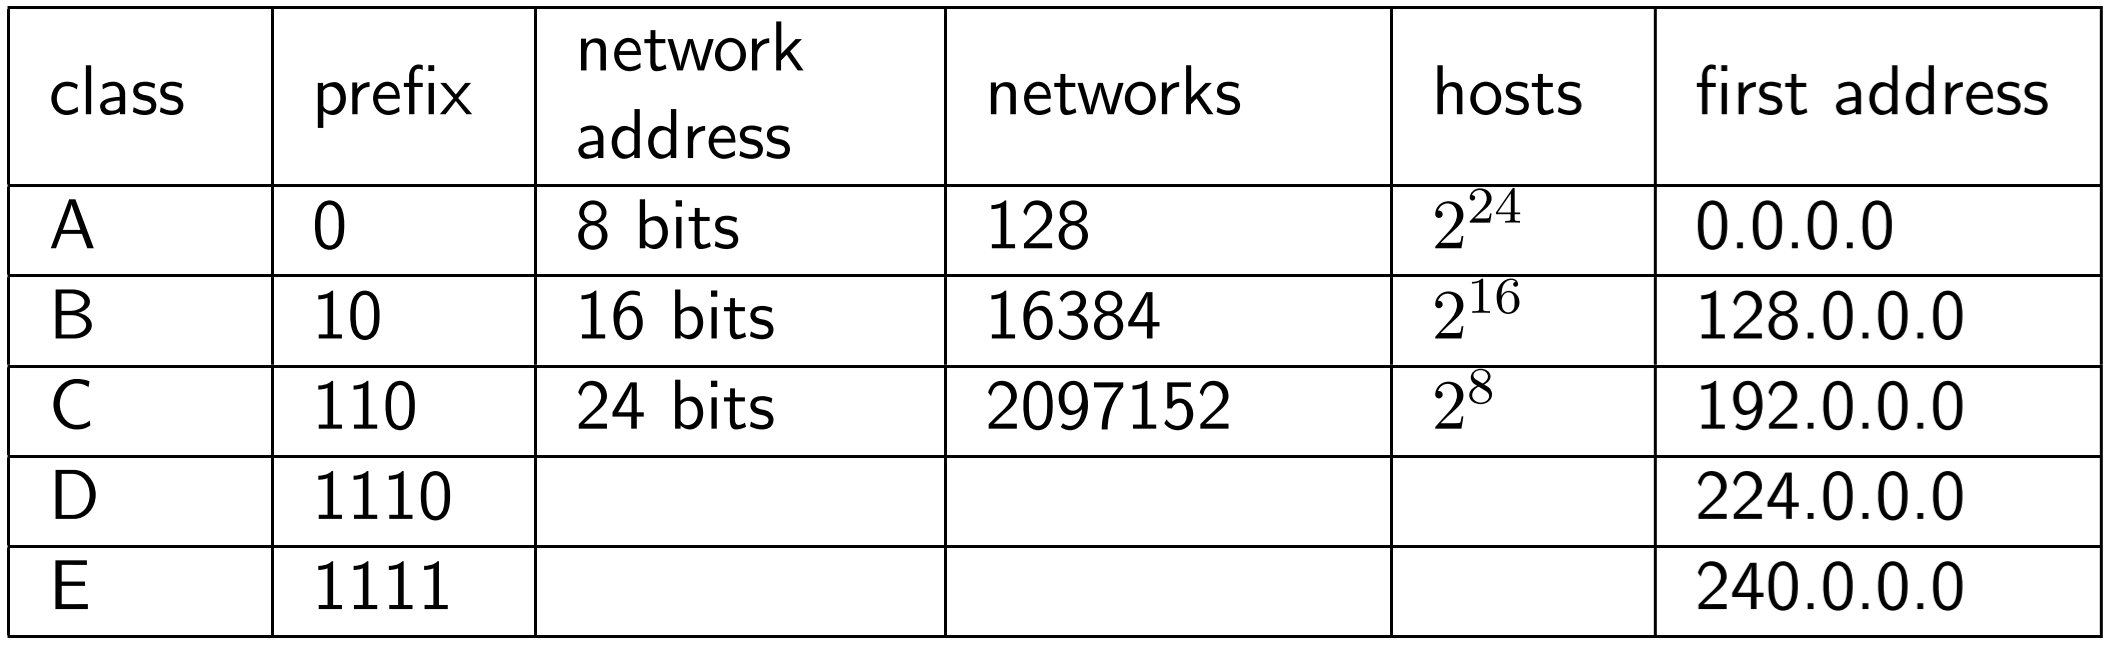 class prefix network address networks hosts first address
A 0 8 bits 128 2^24 0.0.0.0
B 10 16 bits 16384 2^16 128.0.0.0
C 110 24 bits 2097152 2^8 192.0.0.0
D 1110 224.0.0.0
E 1111 240.0.0.0